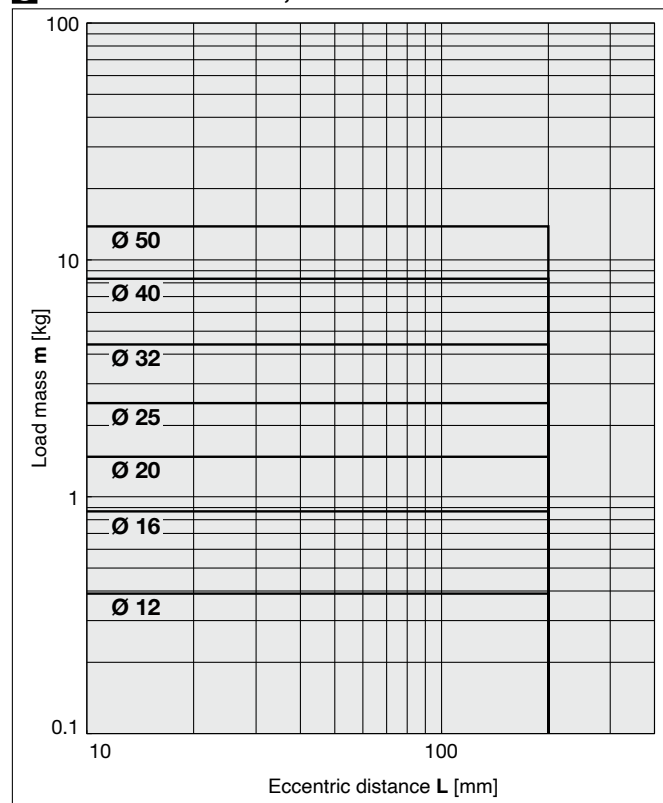 100
Ø 50
10
Ø 40
Ø 32
Ø 25
Ø 20
1
Ø 16
Ø 12
0.1
10
100
Load mass m [kg]
Eccentric distance L [mm]